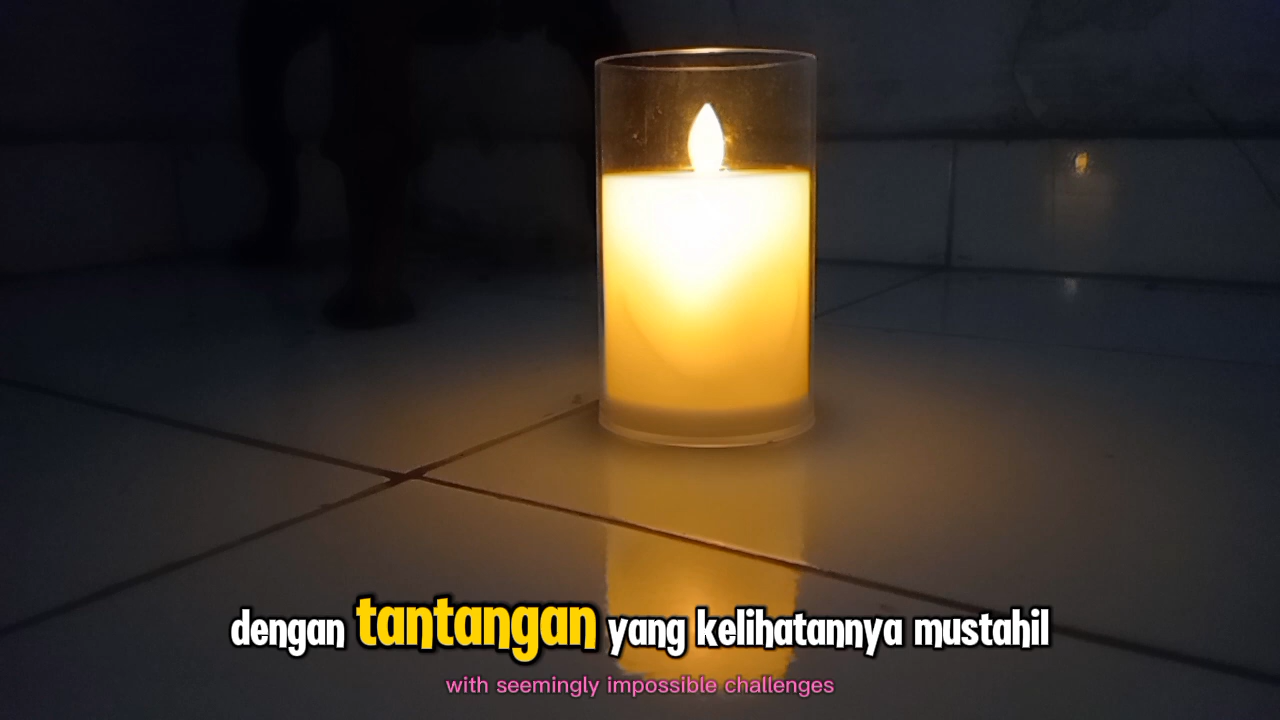 dengan tantangan yang kelihatannya mustahil
with seemingly impossible challenges